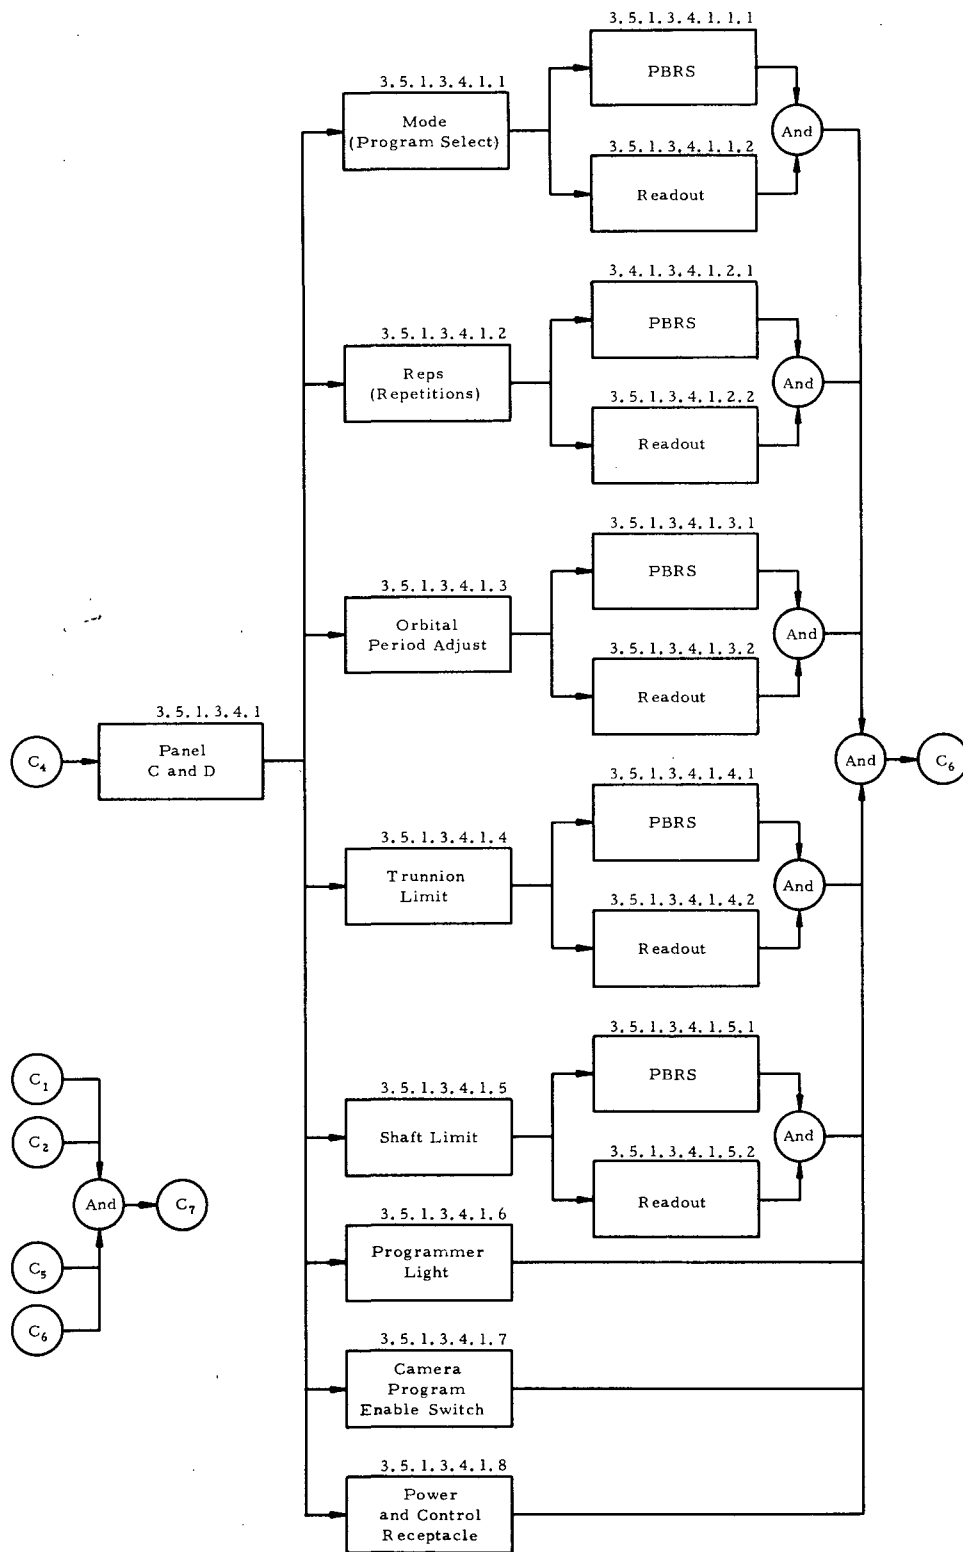 3.5.1.3.4.1.1.1
PBRS
3.5.1.3.4.1.1
Mode
(Program Select)
And
3.5.1.3.4.1.1.2
Readout
3.4.1.3.4.1.2.1
PBRS
3.5.1.3.4.1.2
Reps
(Repetitions)
And
3.5.1.3.4.1.2.2
Readout
3.5.1.3.4.1.3.1
PBRS
3.5.1.3.4.1.3
Orbital
Period Adjust
And
3.5.1.3.4.1.3.2
Readout
3.5.1.3.4.1
Panel
C and D
C4
And
C6
3.5.1.3.4.1.4.1
PBRS
3.5.1.3.4.1.4
Trunnion
Limit
And
3.5.1.3.4.1.4.2
Readout
3.5.1.3.4.1.5.1
PBRS
3.5.1.3.4.1.5
Shaft Limit
And
3.5.1.3.4.1.5.2
Readout
C1
C2
And
C7
C5
C6
3.5.1.3.4.1.6
Programmer
Light
3.5.1.3.4.1.7
Camera
Program
Enable Switch
3.5.1.3.4.1.8
Power
and Control
Receptacle